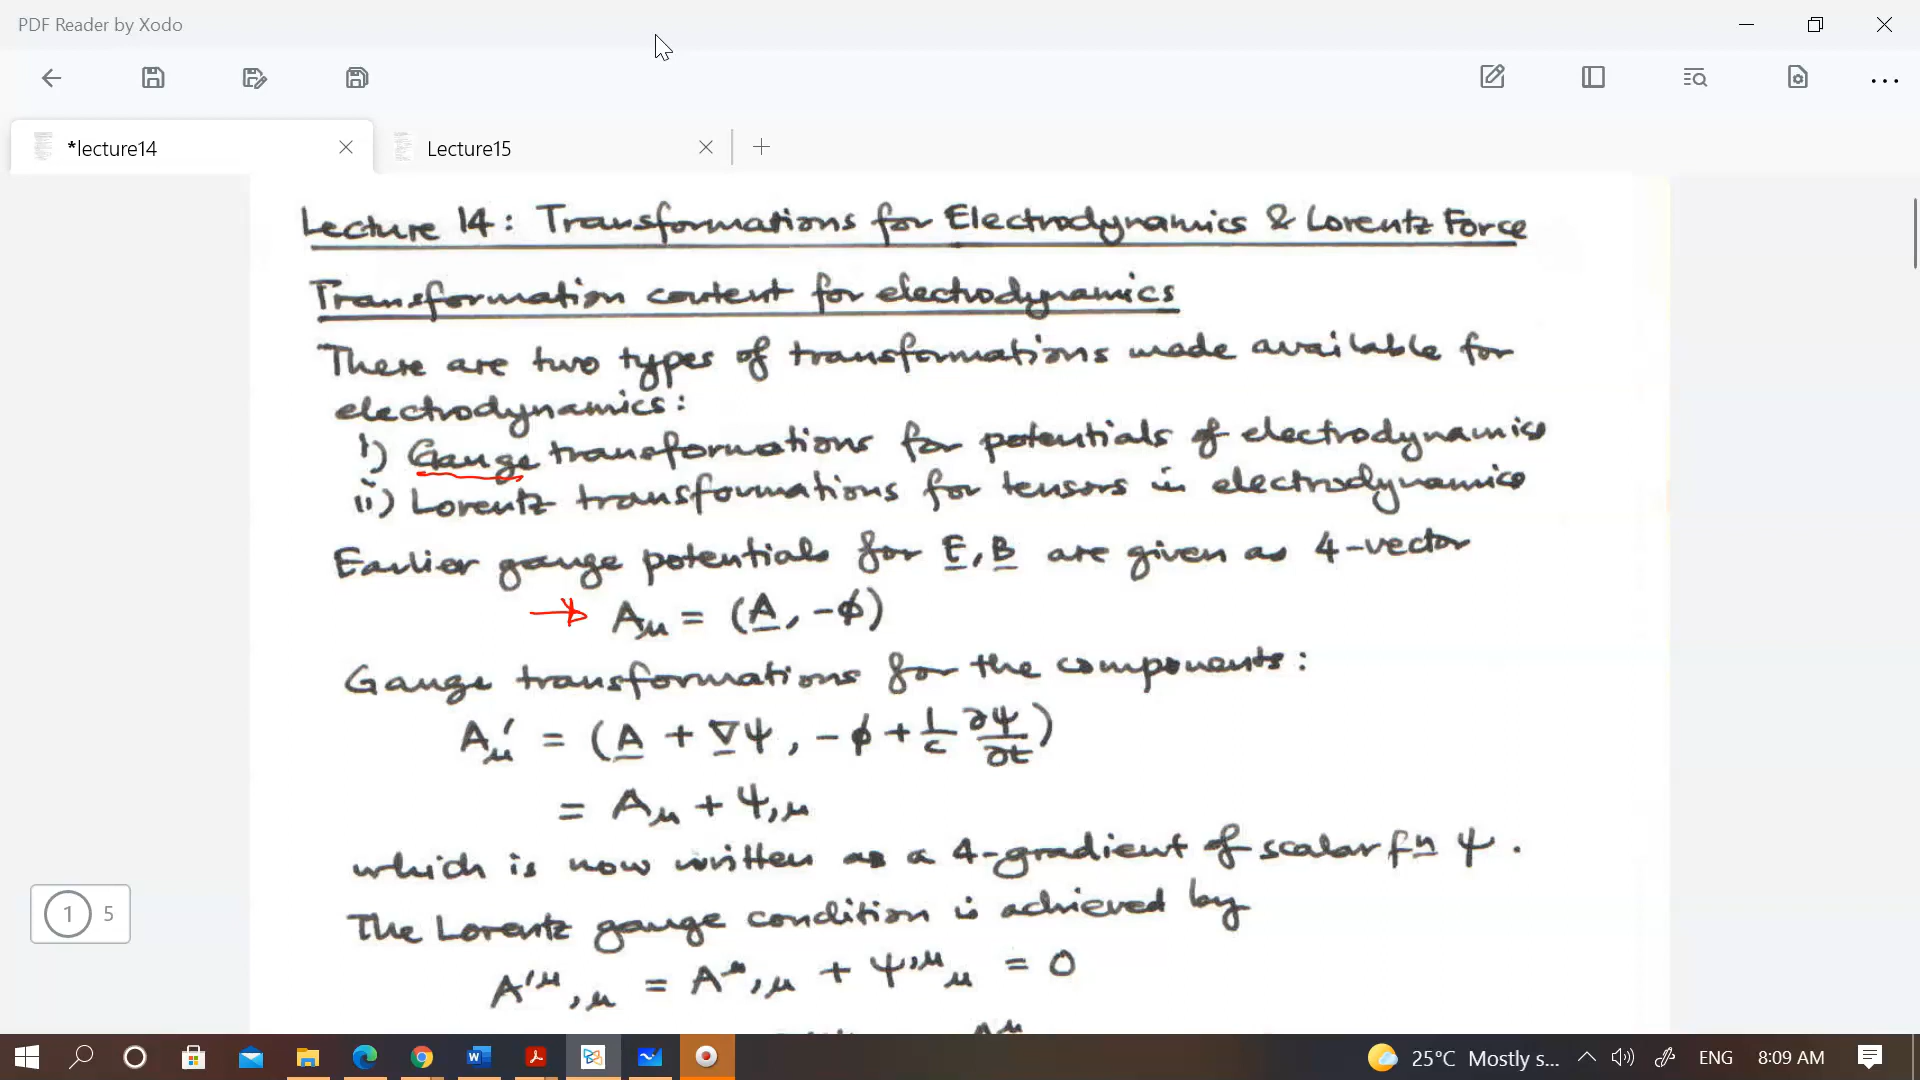 PDF Reader by Xodo
*lecture14
Lecture15
Lecture 14: Transformations for Electrodynamics & Lorentz Force
Transformation content for electrodynamics
There are two types of transformations made available for
electrodynamics:
i) Gauge transformations for potentials of electrodynamics
ii) Lorentz transformations for tensors in electrodynamics
Earlier gauge potentials for E, B are given as 4-vector
→ Aμ = (A, -ϕ)
Gauge transformations for the components:
Aμ′ = (A + ∇ψ, -ϕ + 1/c ∂ψ/∂t)
= Aμ + ψ,μ
which is now written as a 4-gradient of scalar fn ψ.
The Lorentz gauge condition is achieved by
A′^μ,μ = A^μ,μ + ψ^,μ_μ = 0
1 5
25°C Mostly s...
ENG
8:09 AM